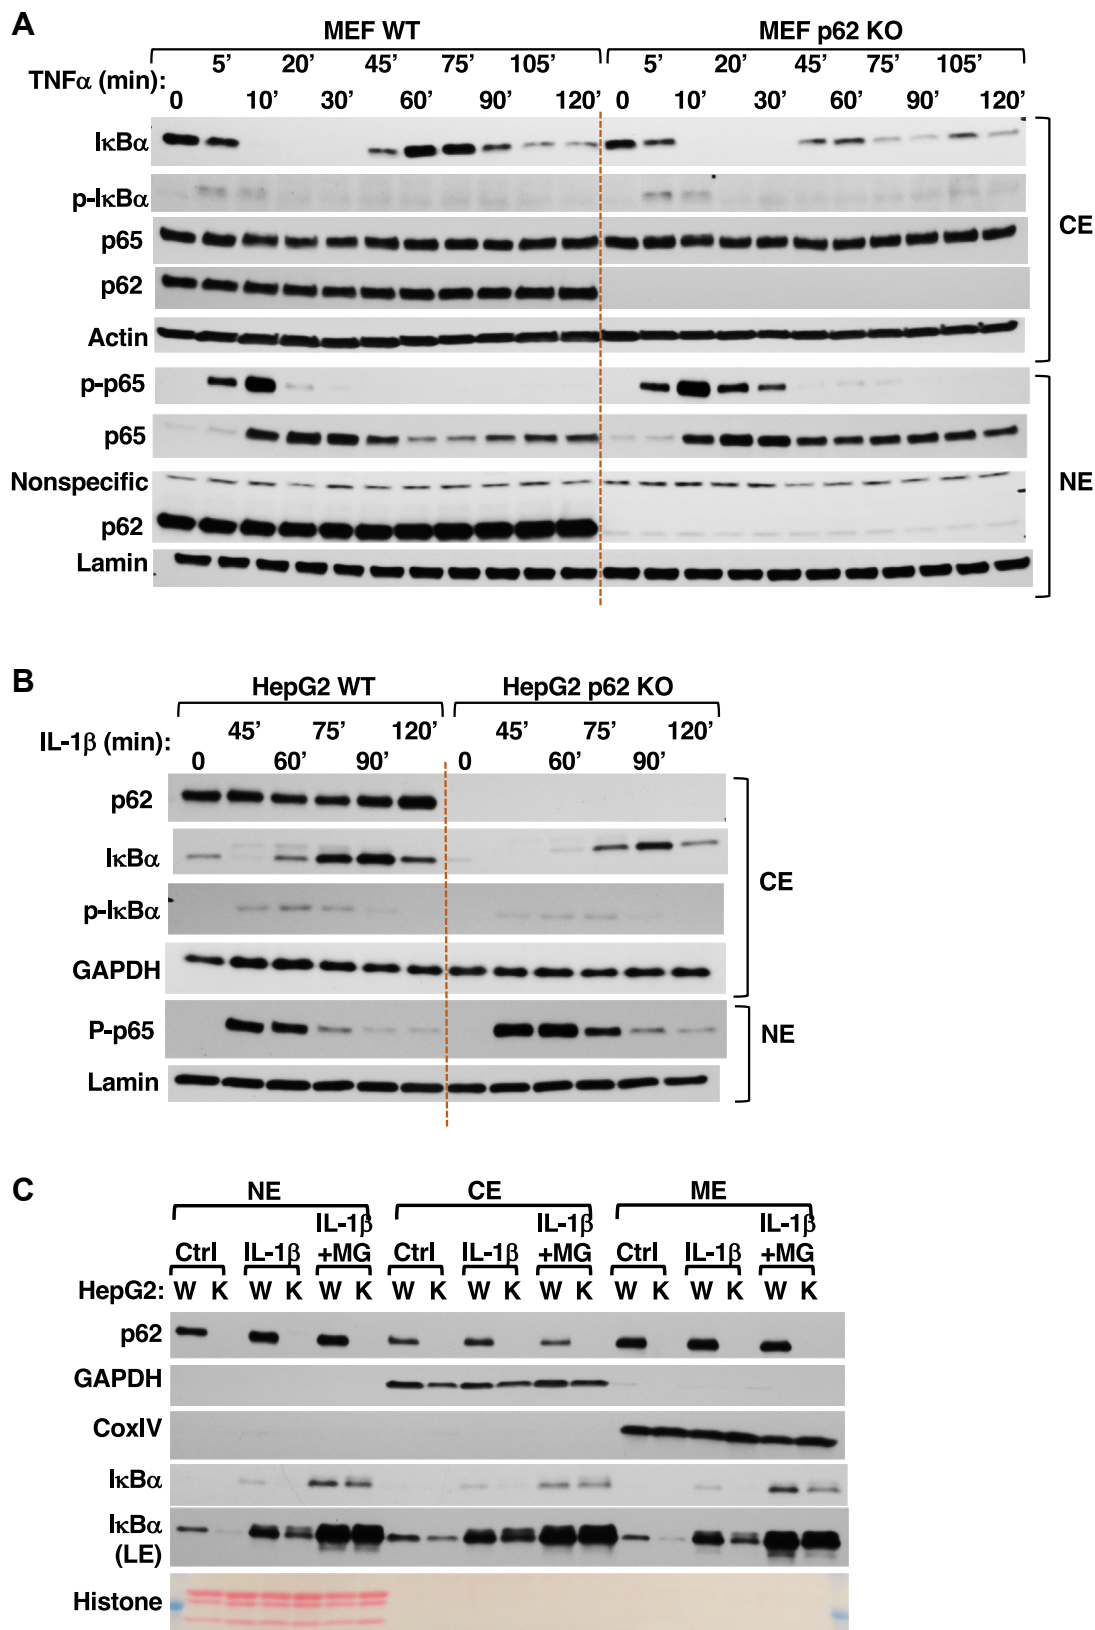 A
MEF WT MEF p62 KO
5’ 20’ 45’ 75’ 105’ 5’ 20’ 45’ 75’ 105’
TNFα (min):
0 10’ 30’ 60’ 90’ 120’ 0 10’ 30’ 60’ 90’ 120’
IκBα
p-IκBα
p65
p62
Actin
CE
p-p65
p65
Nonspecific
p62
Lamin
NE
B
HepG2 WT HepG2 p62 KO
45’ 75’ 120’ 45’ 75’ 120’
IL-1β (min):
0 60’ 90’ 0 60’ 90’
p62
IκBα
p-IκBα
GAPDH
CE
P-p65
Lamin
NE
C
NE CE ME
IL-1β IL-1β IL-1β
Ctrl IL-1β +MG Ctrl IL-1β +MG Ctrl IL-1β +MG
HepG2: W K W K W K W K W K W K W K W K W K
p62
GAPDH
CoxIV
IκBα
IκBα
(LE)
Histone